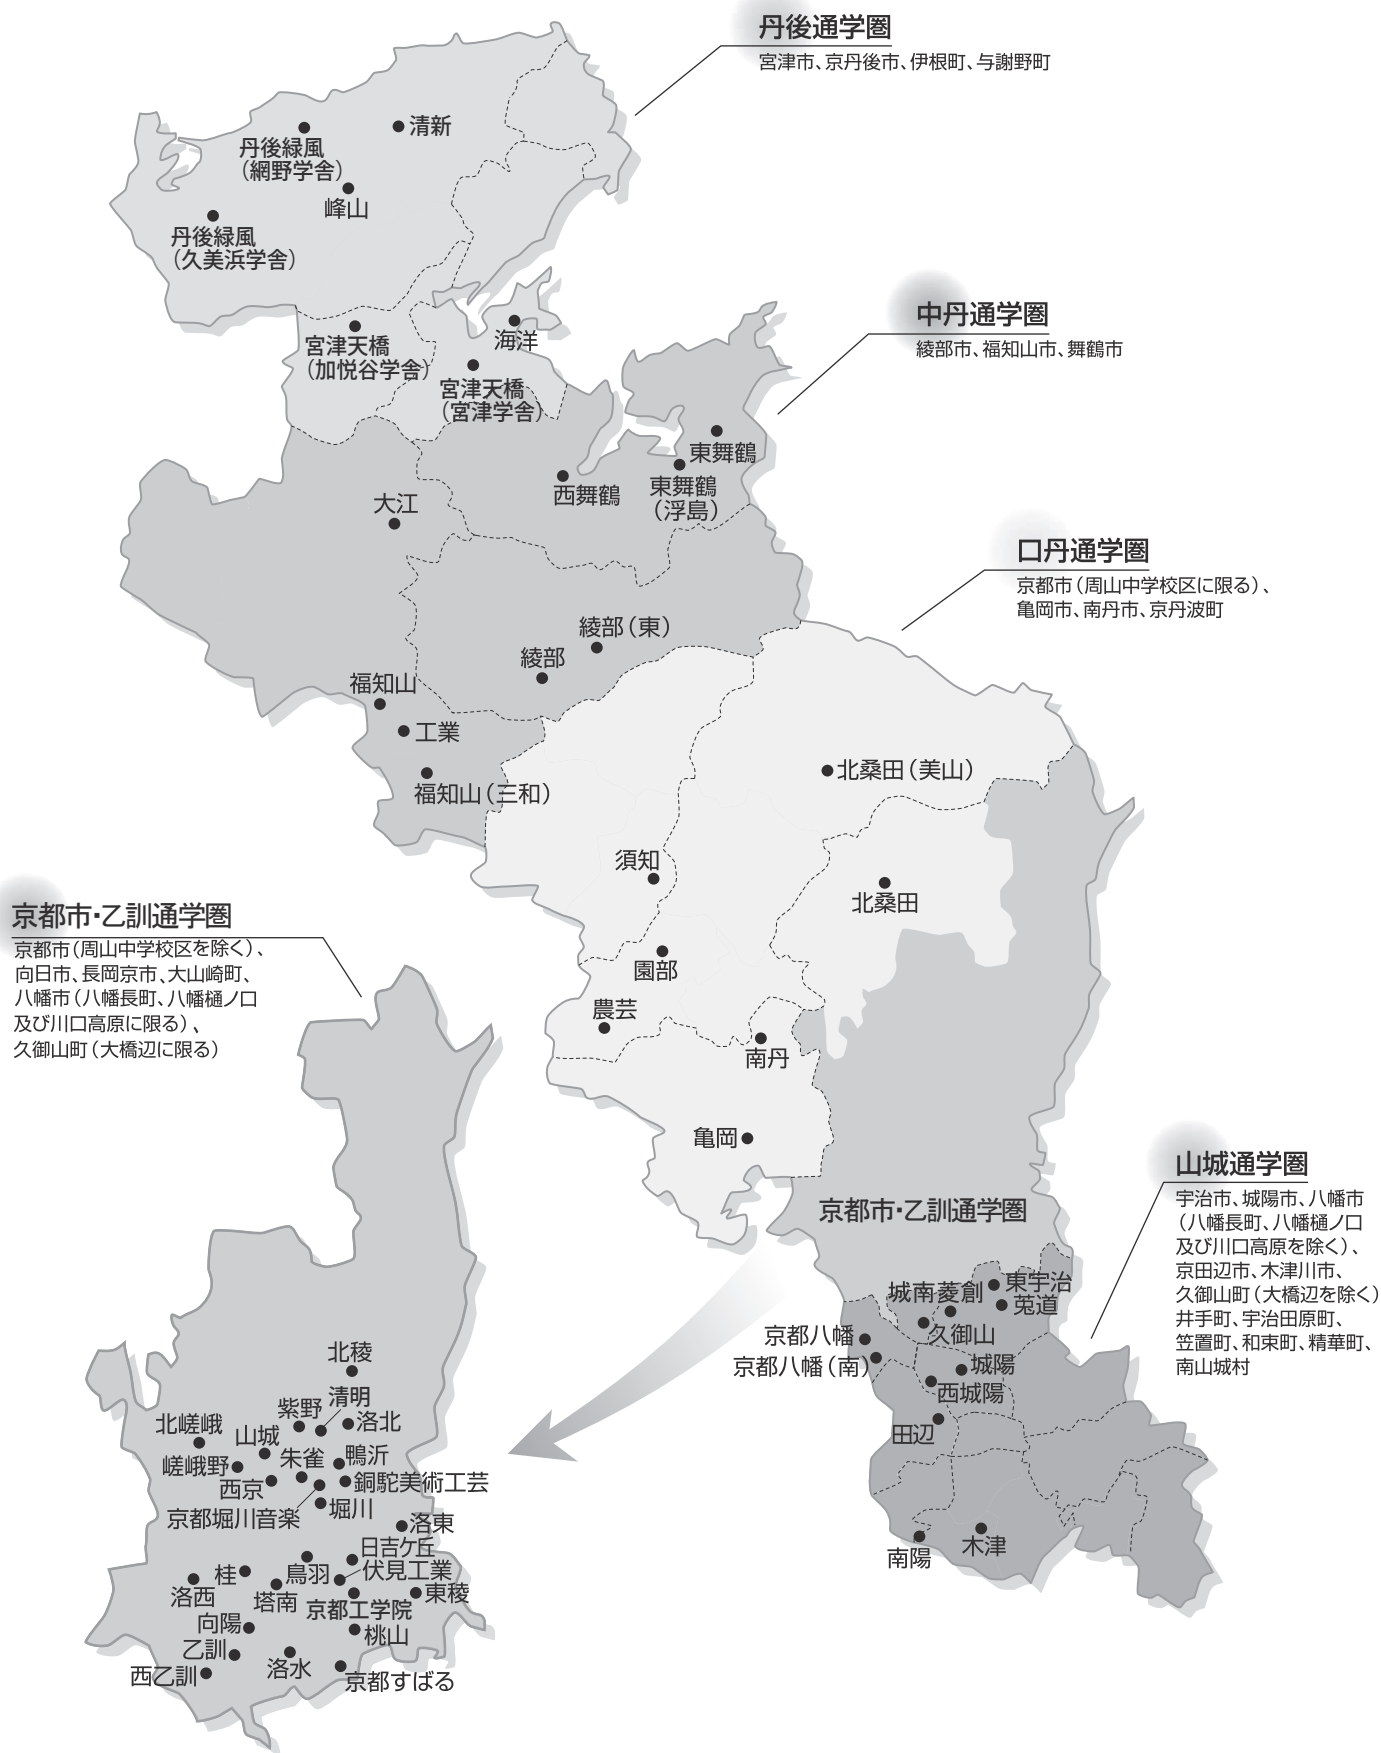 丹後通学圏
宮津市、京丹後市、伊根町、与謝野町
清新
丹後緑風
（網野学舎）
峰山
丹後緑風
（久美浜学舎）
中丹通学圏
綾部市、福知山市、舞鶴市
宮津天橋
（加悦谷学舎）
海洋
宮津天橋
（宮津学舎）
東舞鶴
西舞鶴
東舞鶴
（浮島）
大江
口丹通学圏
京都市（周山中学校区に限る）、
亀岡市、南丹市、京丹波町
綾部（東）
綾部
福知山
工業
福知山（三和）
北桑田（美山）
須知
北桑田
園部
農芸
南丹
亀岡
京都市・乙訓通学圏
京都市（周山中学校区を除く）、
向日市、長岡京市、大山崎町、
八幡市（八幡長町、八幡樋ノ口
及び川口高原に限る）、
久御山町（大橋辺に限る）
山城通学圏
宇治市、城陽市、八幡市
（八幡長町、八幡樋ノ口
及び川口高原を除く）、
京田辺市、木津川市、
久御山町（大橋辺を除く）
井手町、宇治田原町、
笠置町、和束町、精華町、
南山城村
京都市・乙訓通学圏
東宇治
城南菱創
莵道
久御山
京都八幡
京都八幡（南）
城陽
西城陽
田辺
南陽
木津
北稜
清明
紫野
洛北
北嵯峨
山城
朱雀
鴨沂
嵯峨野
西京
銅駝美術工芸
京都堀川音楽
堀川
洛東
日吉ケ丘
鳥羽
伏見工業
桂
洛西
塔南
東稜
京都工学院
向陽
桃山
乙訓
洛水
西乙訓
京都すばる